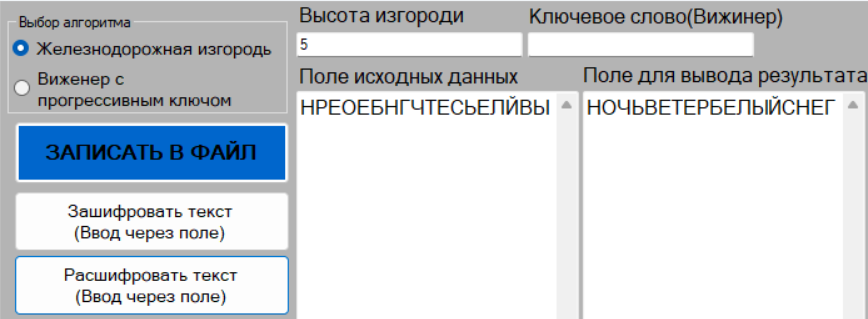 Выбор алгоритма
Железнодорожная изгородь
Виженер с
прогрессивным ключом
ЗАПИСАТЬ В ФАЙЛ
Зашифровать текст
(Ввод через поле)
Расшифровать текст
(Ввод через поле)
Высота изгороди
5
Ключевое слово(Вижинер)
Поле исходных данных
НРЕОЕБНГЧТЕСЬЕЛЙВЫ
Поле для вывода результата
НОЧЬВЕТЕРБЕЛЫЙСНЕГ